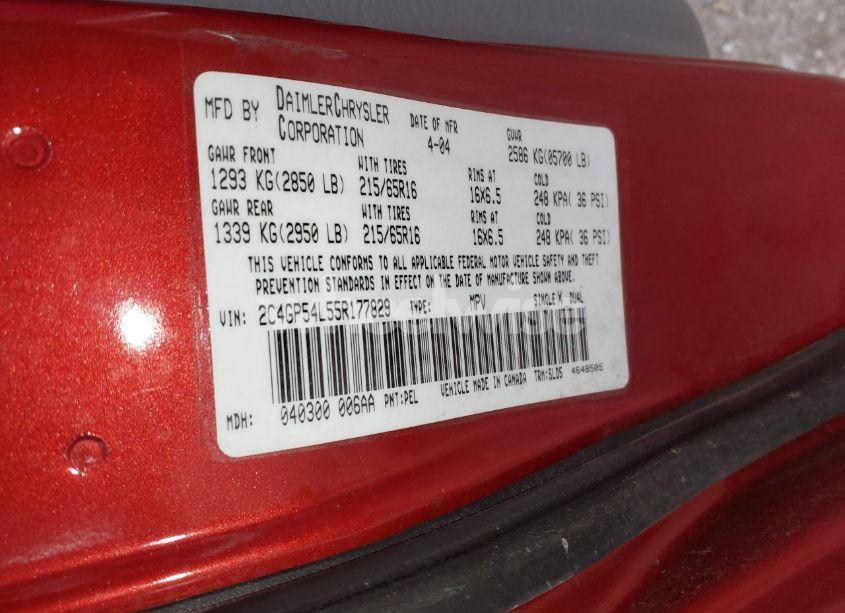 MFD BY DAIMLERCHRYSLER CORPORATION DATE OF MFR 4-04 GVWR 2586 KG(05700 LB)
GAWR FRONT WITH TIRES RIMS AT COLD
1293 KG(2850 LB) 215/65R16 16X6.5 248 KPA( 36 PSI)
GAWR REAR WITH TIRES RIMS AT COLD
1339 KG(2950 LB) 215/65R16 16X6.5 248 KPA( 36 PSI)
THIS VEHICLE CONFORMS TO ALL APPLICABLE FEDERAL MOTOR VEHICLE SAFETY AND THEFT
PREVENTION STANDARDS IN EFFECT ON THE DATE OF MANUFACTURE SHOWN ABOVE.
VIN: 2C4GP54L55R177829 TYPE: MPV SINGLE X DUAL
MDH: 040300 006AA PNT:PEL VEHICLE MADE IN CANADA TRM:SLDS 4648505